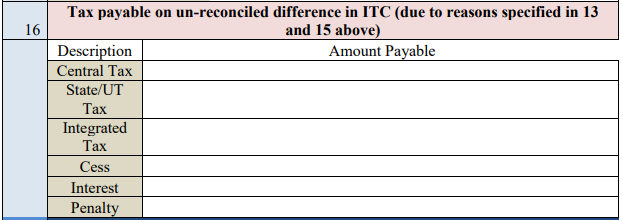 Tax payable on un-reconciled difference in ITC (due to reasons specified in 13
16 and 15 above)
Description Amount Payable
Central Tax
State/UT
Tax
Integrated
Tax
Cess
Interest
Penalty